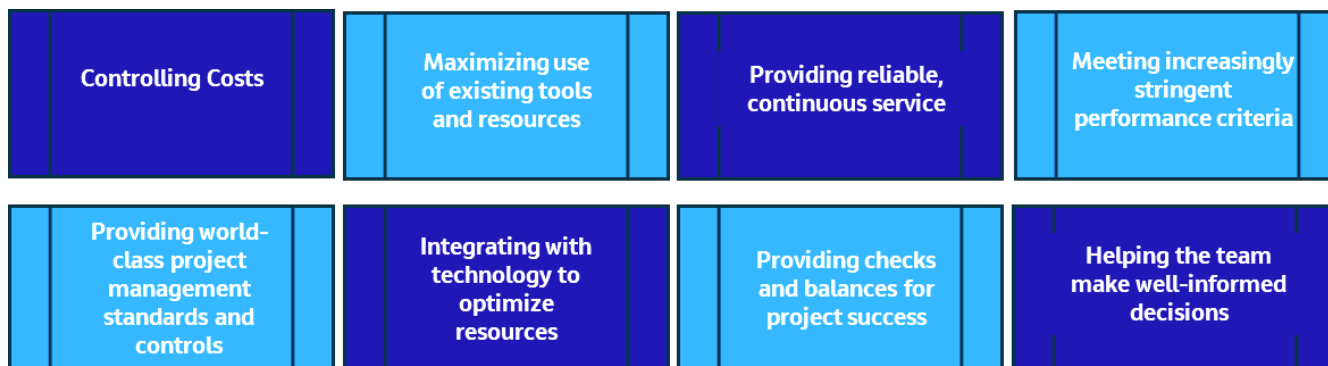 Controlling Costs
Maximizing use
of existing tools
and resources
Providing reliable,
continuous service
Meeting increasingly
stringent
performance criteria
Providing world-
class project
management
standards and
controls
Integrating with
technology to
optimize
resources
Providing checks
and balances for
project success
Helping the team
make well-informed
decisions